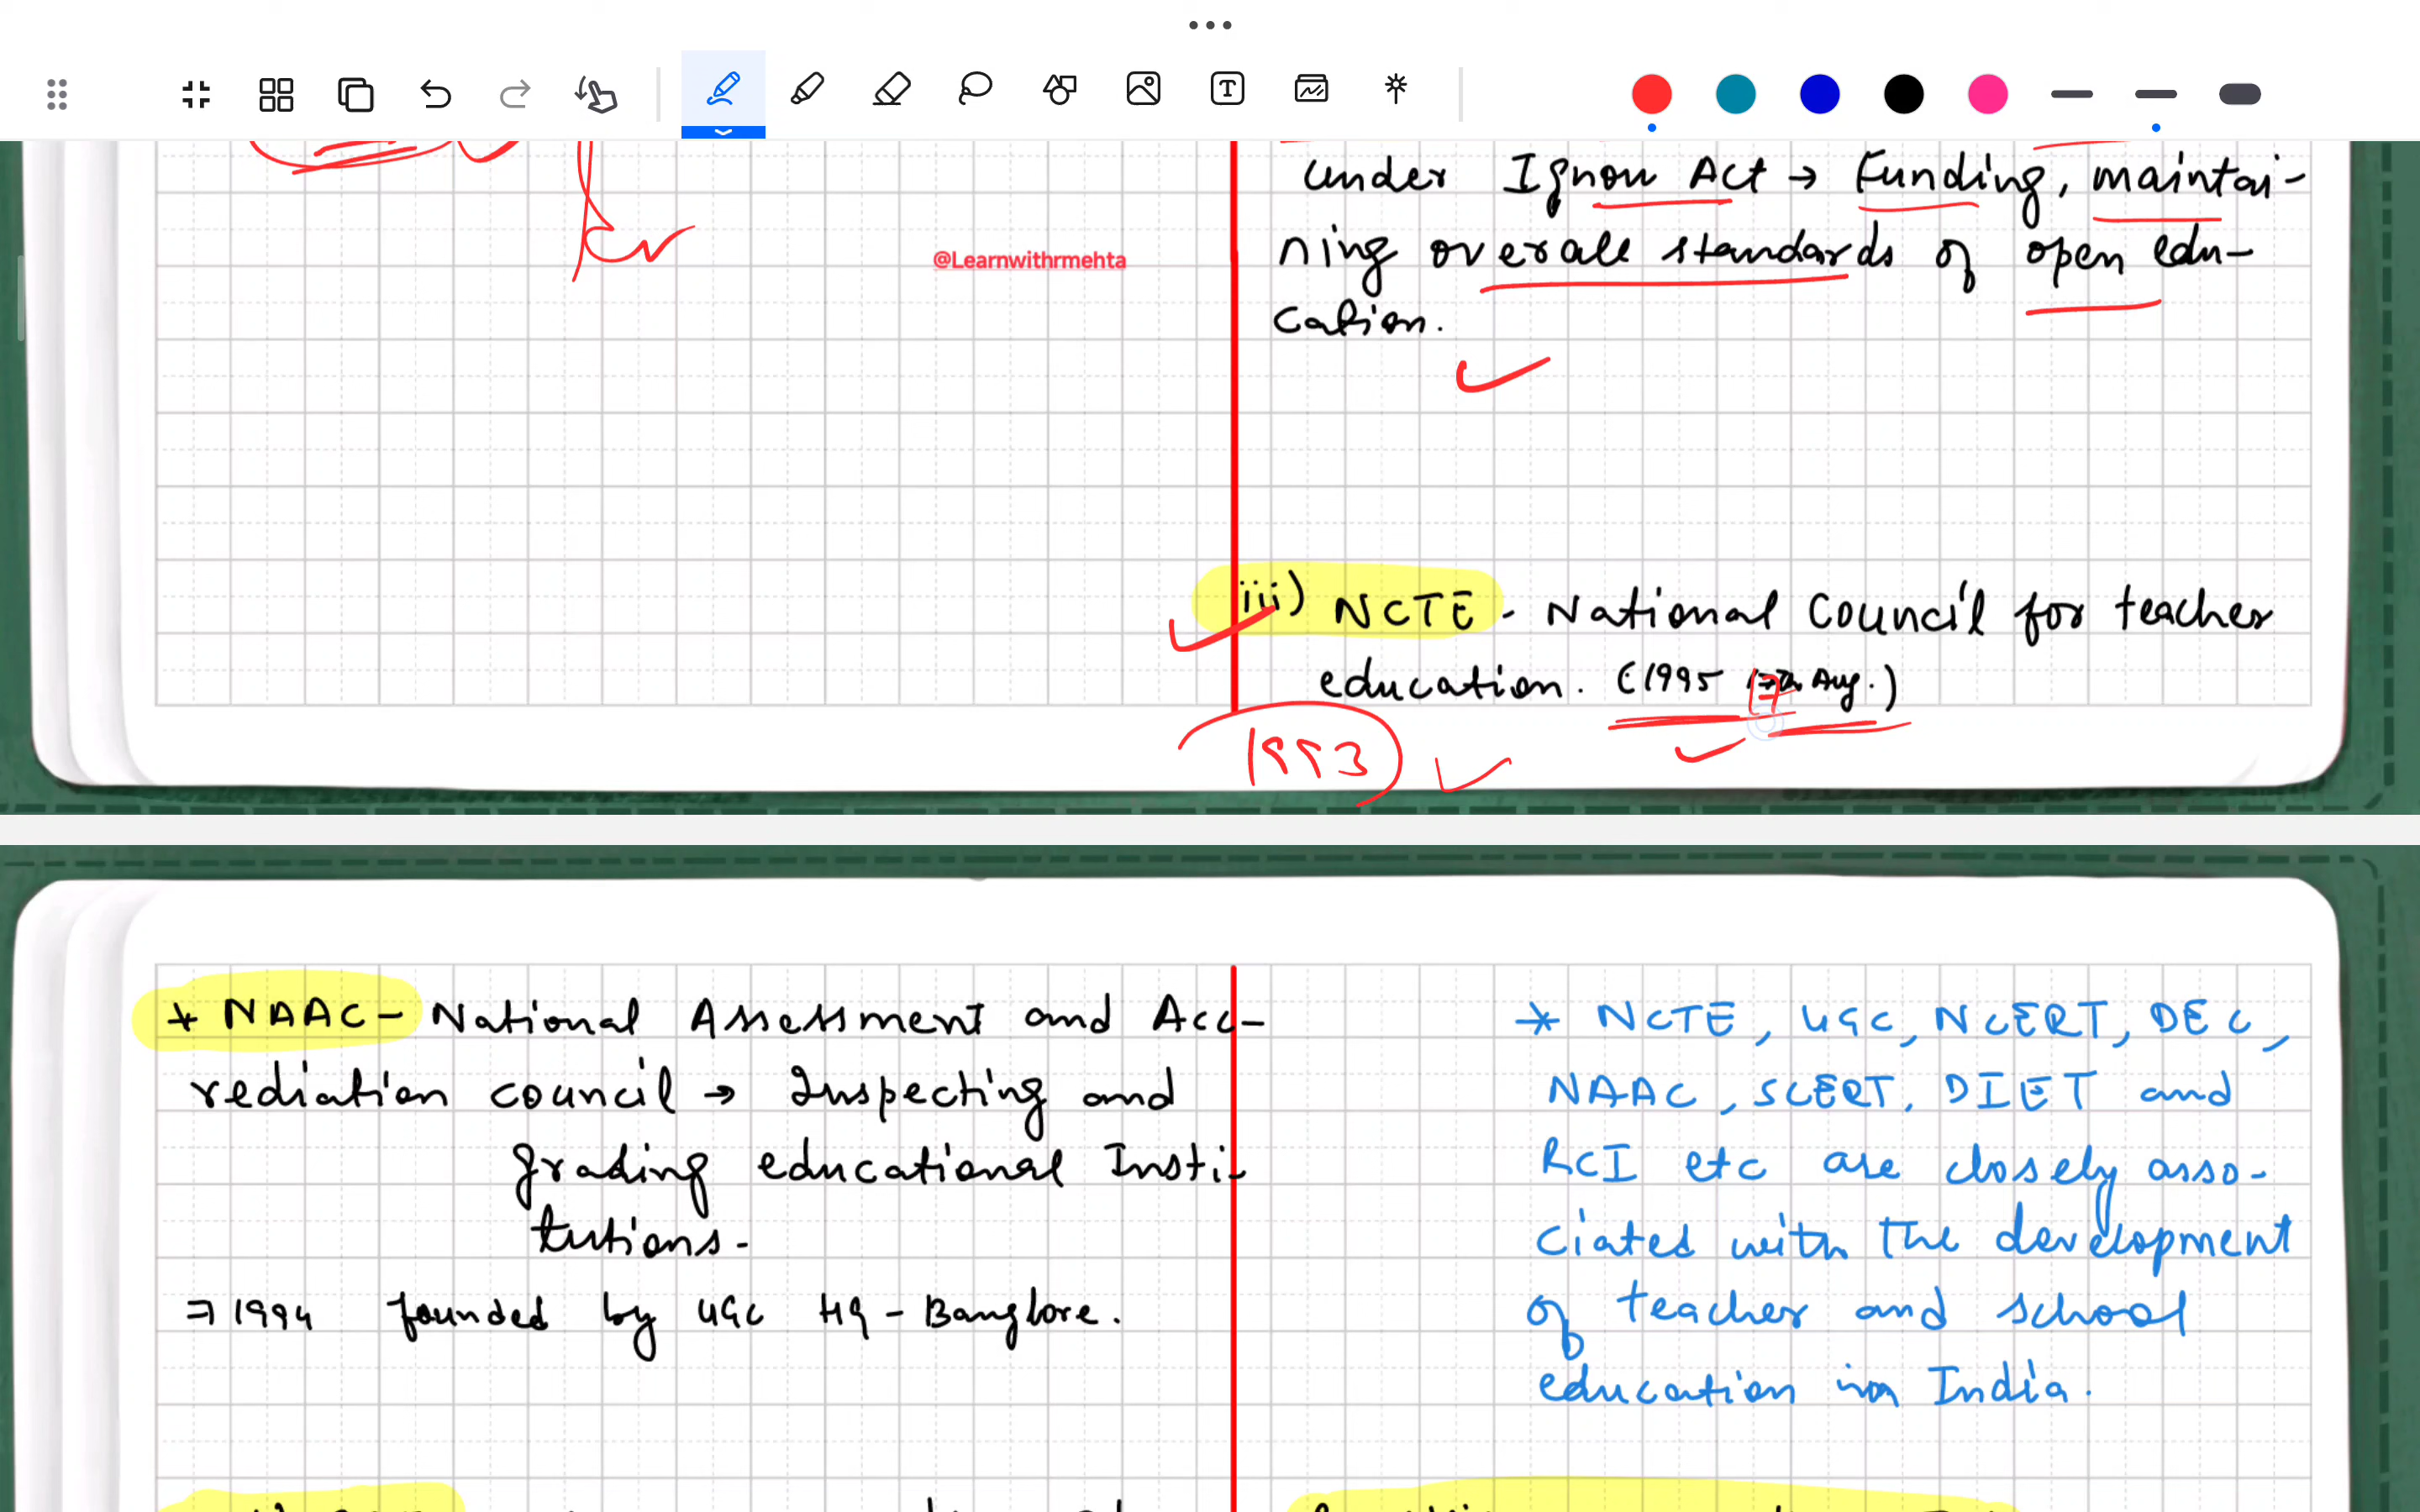 @Learnwithrmehta
under Ignou Act → Funding, maintai-
ning overall standards of open edu-
cation.
iii) NCTE - National Council for teacher
education. (1995 17 Aug.)
1993
* NAAC - National Assessment and Acc-
rediation council → Inspecting and
grading educational Insti-
tutions-
⇒ 1994 founded by UGC HQ - Banglore.
* NCTE, UGC, NCERT, DEC,
NAAC, SCERT, DIET and
RCI etc are closely asso-
ciated with the development
of teacher and school
education in India.